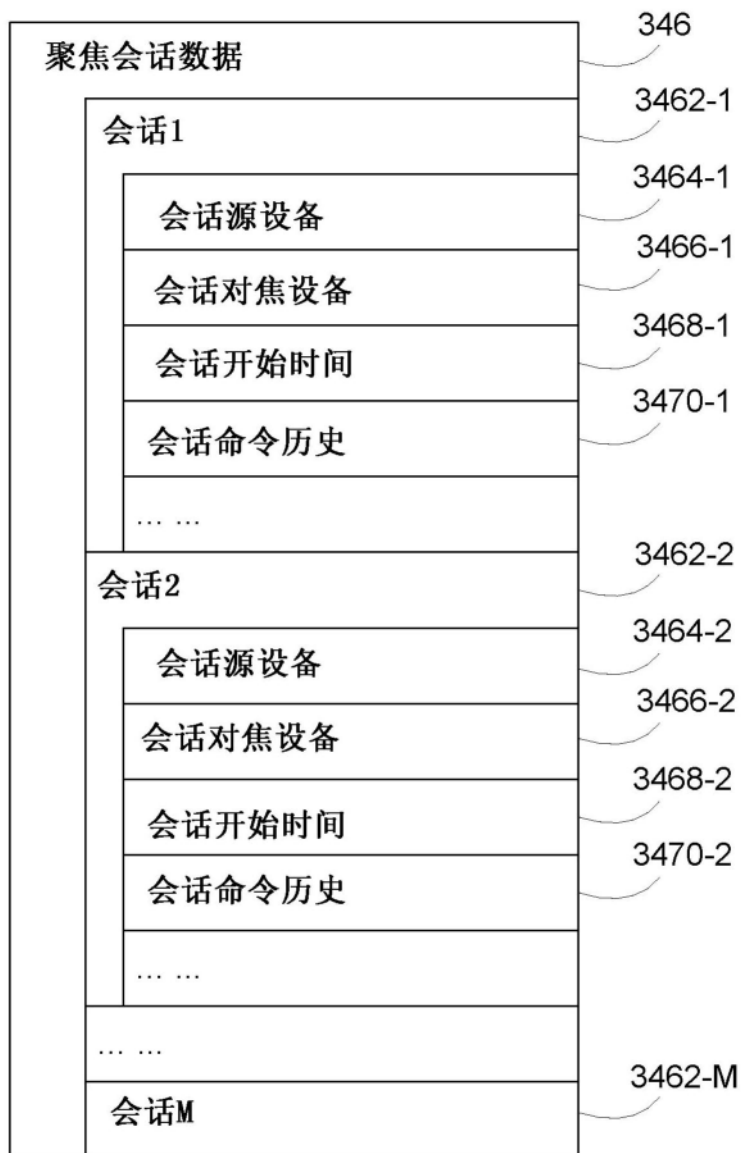 346
聚焦会话数据
3462-1
会话1
3464-1
会话源设备
3466-1
会话对焦设备
3468-1
会话开始时间
3470-1
会话命令历史
... ...
3462-2
会话2
3464-2
会话源设备
3466-2
会话对焦设备
3468-2
会话开始时间
3470-2
会话命令历史
... ...
... ...
3462-M
会话M